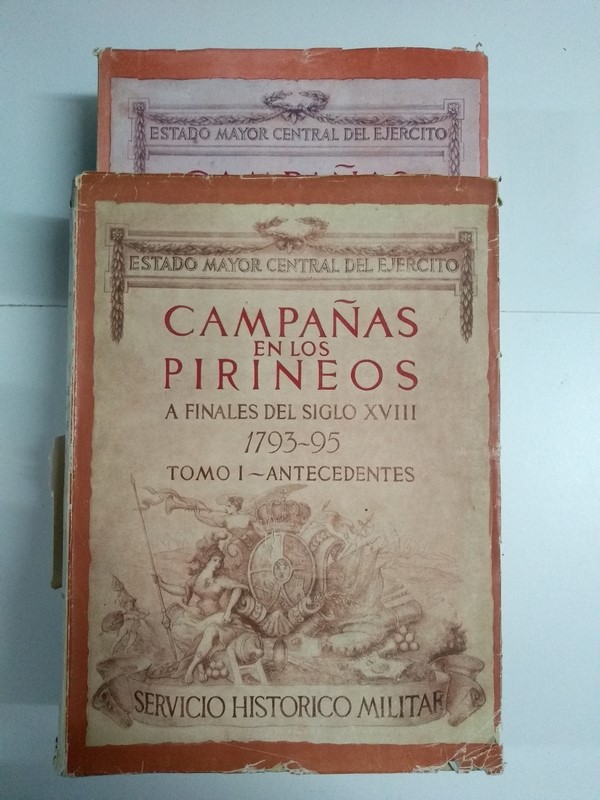 ESTADO MAYOR CENTRAL DEL EJERCITO
CAMPAÑAS
ESTADO MAYOR CENTRAL DEL EJERCITO
CAMPAÑAS
EN LOS
PIRINEOS
A FINALES DEL SIGLO XVIII
1793~95
TOMO I ~ ANTECEDENTES
SERVICIO HISTORICO MILITAR